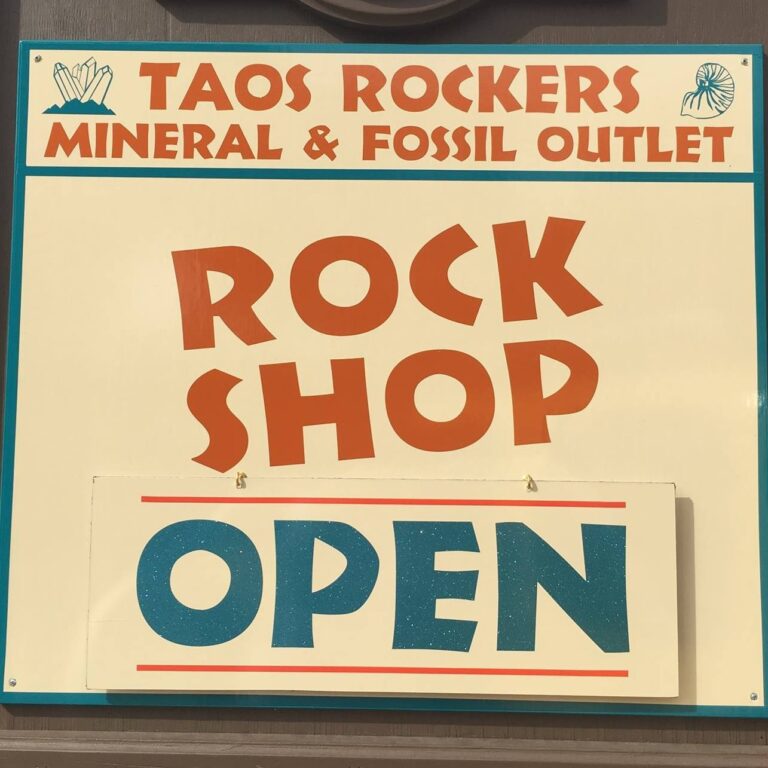 TAOS ROCKERS
MINERAL & FOSSIL OUTLET
ROCK
SHOP
OPEN